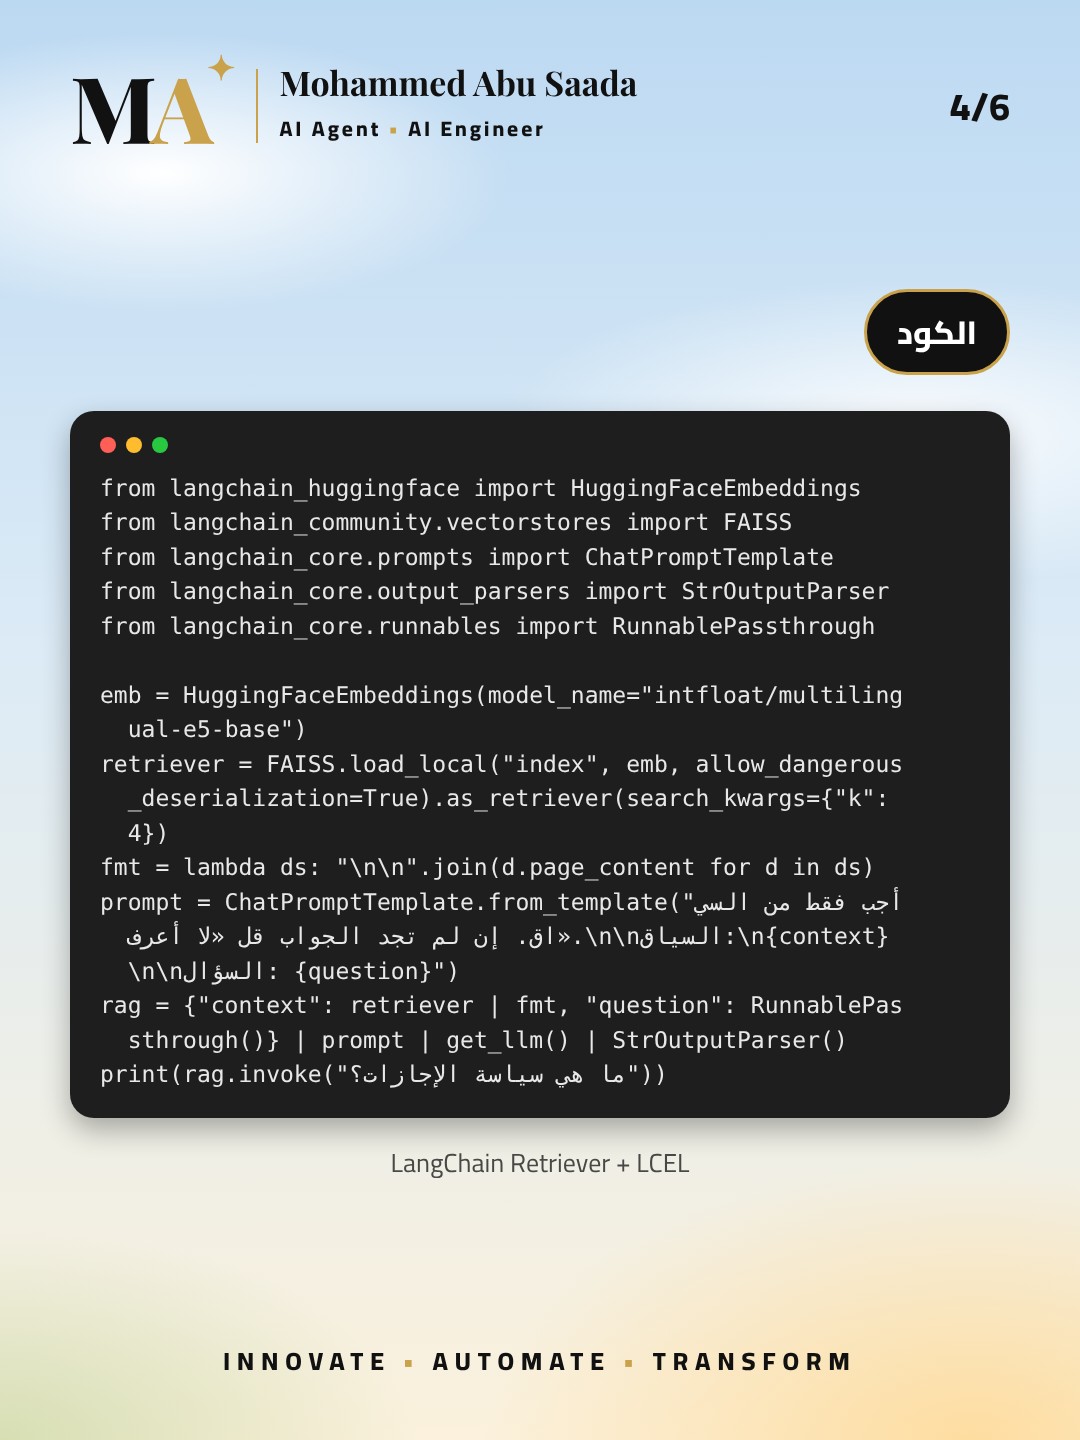 MA
Mohammed Abu Saada
AI Agent ▪ AI Engineer
4/6
الكود
from langchain_huggingface import HuggingFaceEmbeddings
from langchain_community.vectorstores import FAISS
from langchain_core.prompts import ChatPromptTemplate
from langchain_core.output_parsers import StrOutputParser
from langchain_core.runnables import RunnablePassthrough
emb = HuggingFaceEmbeddings(model_name="intfloat/multiling
ual-e5-base")
retriever = FAISS.load_local("index", emb, allow_dangerous
_deserialization=True).as_retriever(search_kwargs={"k":
4})
fmt = lambda ds: "\n\n".join(d.page_content for d in ds)
prompt = ChatPromptTemplate.from_template("أجب فقط من السي
اق. إن لم تجد الجواب قل «لا أعرف».\n\nالسياق:\n{context}
\n\nالسؤال: {question}")
rag = {"context": retriever | fmt, "question": RunnablePas
sthrough()} | prompt | get_llm() | StrOutputParser()
print(rag.invoke("ما هي سياسة الإجازات؟"))
LangChain Retriever + LCEL
INNOVATE ▪ AUTOMATE ▪ TRANSFORM